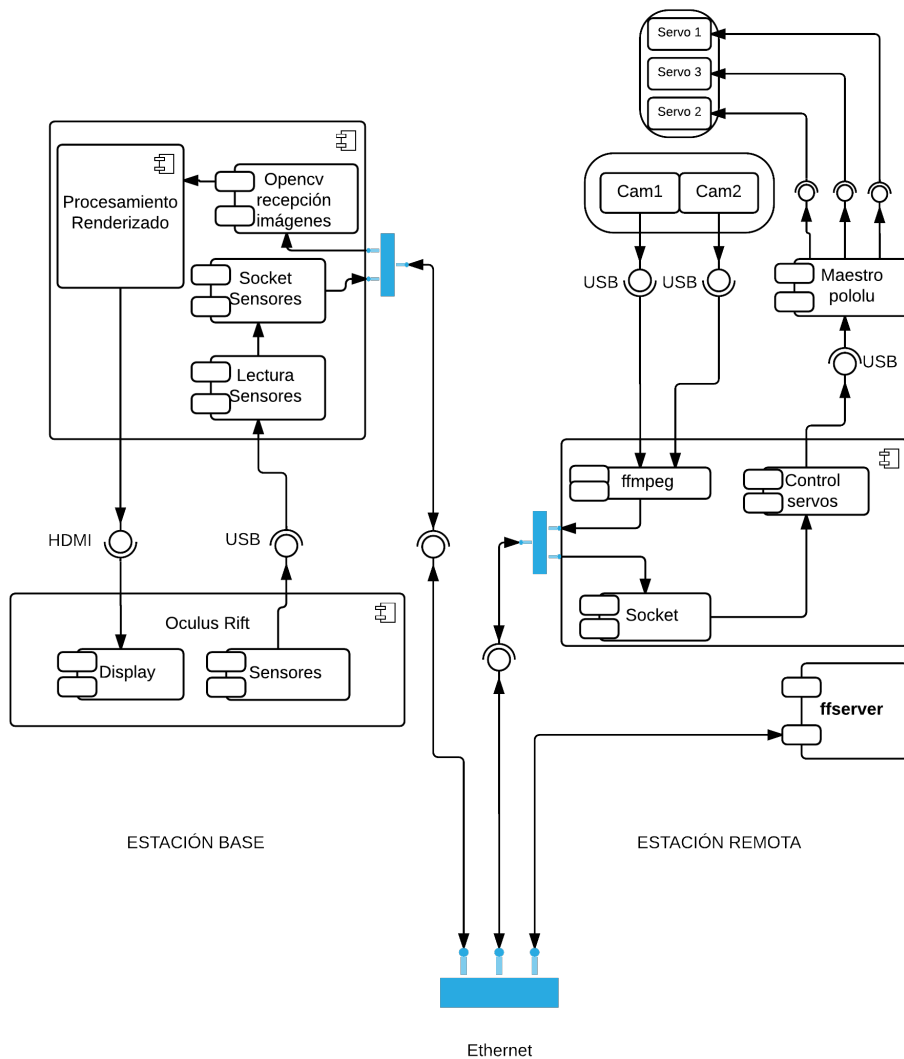 Servo 1
Servo 3
Servo 2
Cam1
Cam2
USB
USB
Maestro
pololu
USB
Procesamiento
Renderizado
Opencv
recepción
imágenes
Socket
Sensores
Lectura
Sensores
ffmpeg
Control
servos
Socket
HDMI
USB
Oculus Rift
Display
Sensores
ffserver
ESTACIÓN BASE
ESTACIÓN REMOTA
Ethernet